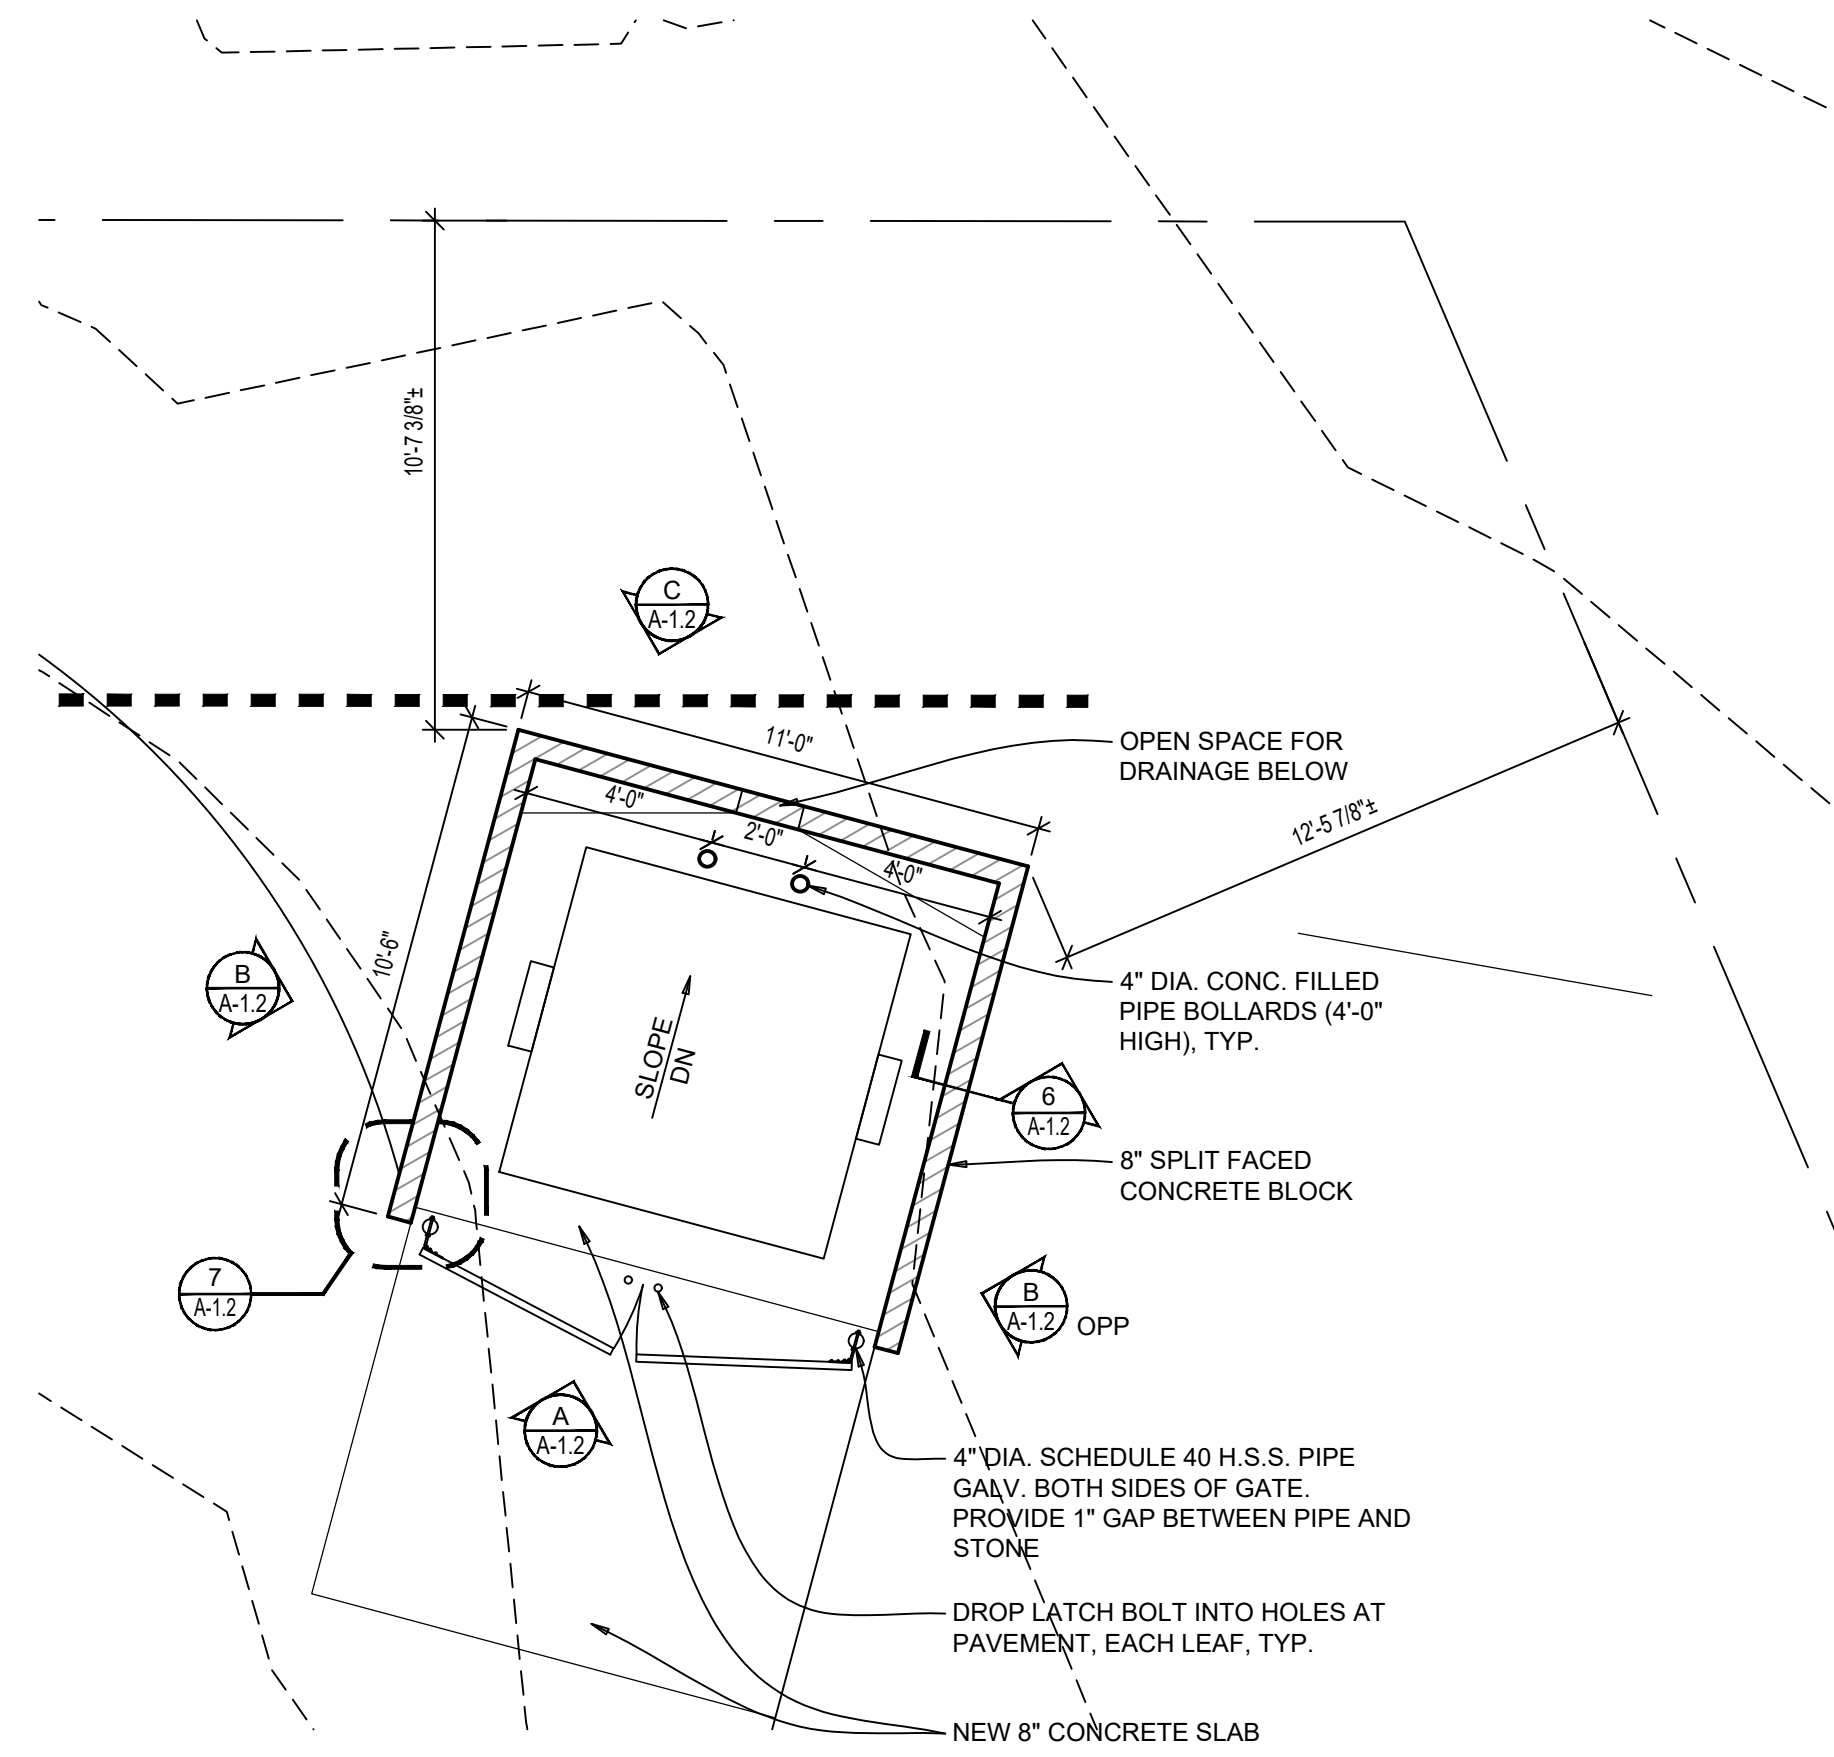 10'-7 3/8"±
C
A-1.2
11'-0"
OPEN SPACE FOR
DRAINAGE BELOW
4'-0"
2'-0"
4'-0"
12'-5 7/8"±
10'-6"
B
A-1.2
SLOPE
DN
4" DIA. CONC. FILLED
PIPE BOLLARDS (4'-0"
HIGH), TYP.
6
A-1.2
8" SPLIT FACED
CONCRETE BLOCK
7
A-1.2
B
A-1.2
OPP
A
A-1.2
4" DIA. SCHEDULE 40 H.S.S. PIPE
GALV. BOTH SIDES OF GATE.
PROVIDE 1" GAP BETWEEN PIPE AND
STONE
DROP LATCH BOLT INTO HOLES AT
PAVEMENT, EACH LEAF, TYP.
NEW 8" CONCRETE SLAB